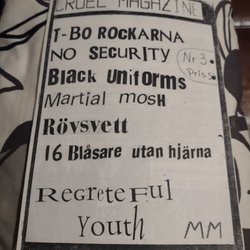 CRUEL MAGAZINE
T-BO ROCKARNA
NO SECURITY
Nr 3.
Pris
Black Uniforms
Martial mosh
Rövsvett
16 Blåsare utan hjärna
Regreteful
Youth
MM